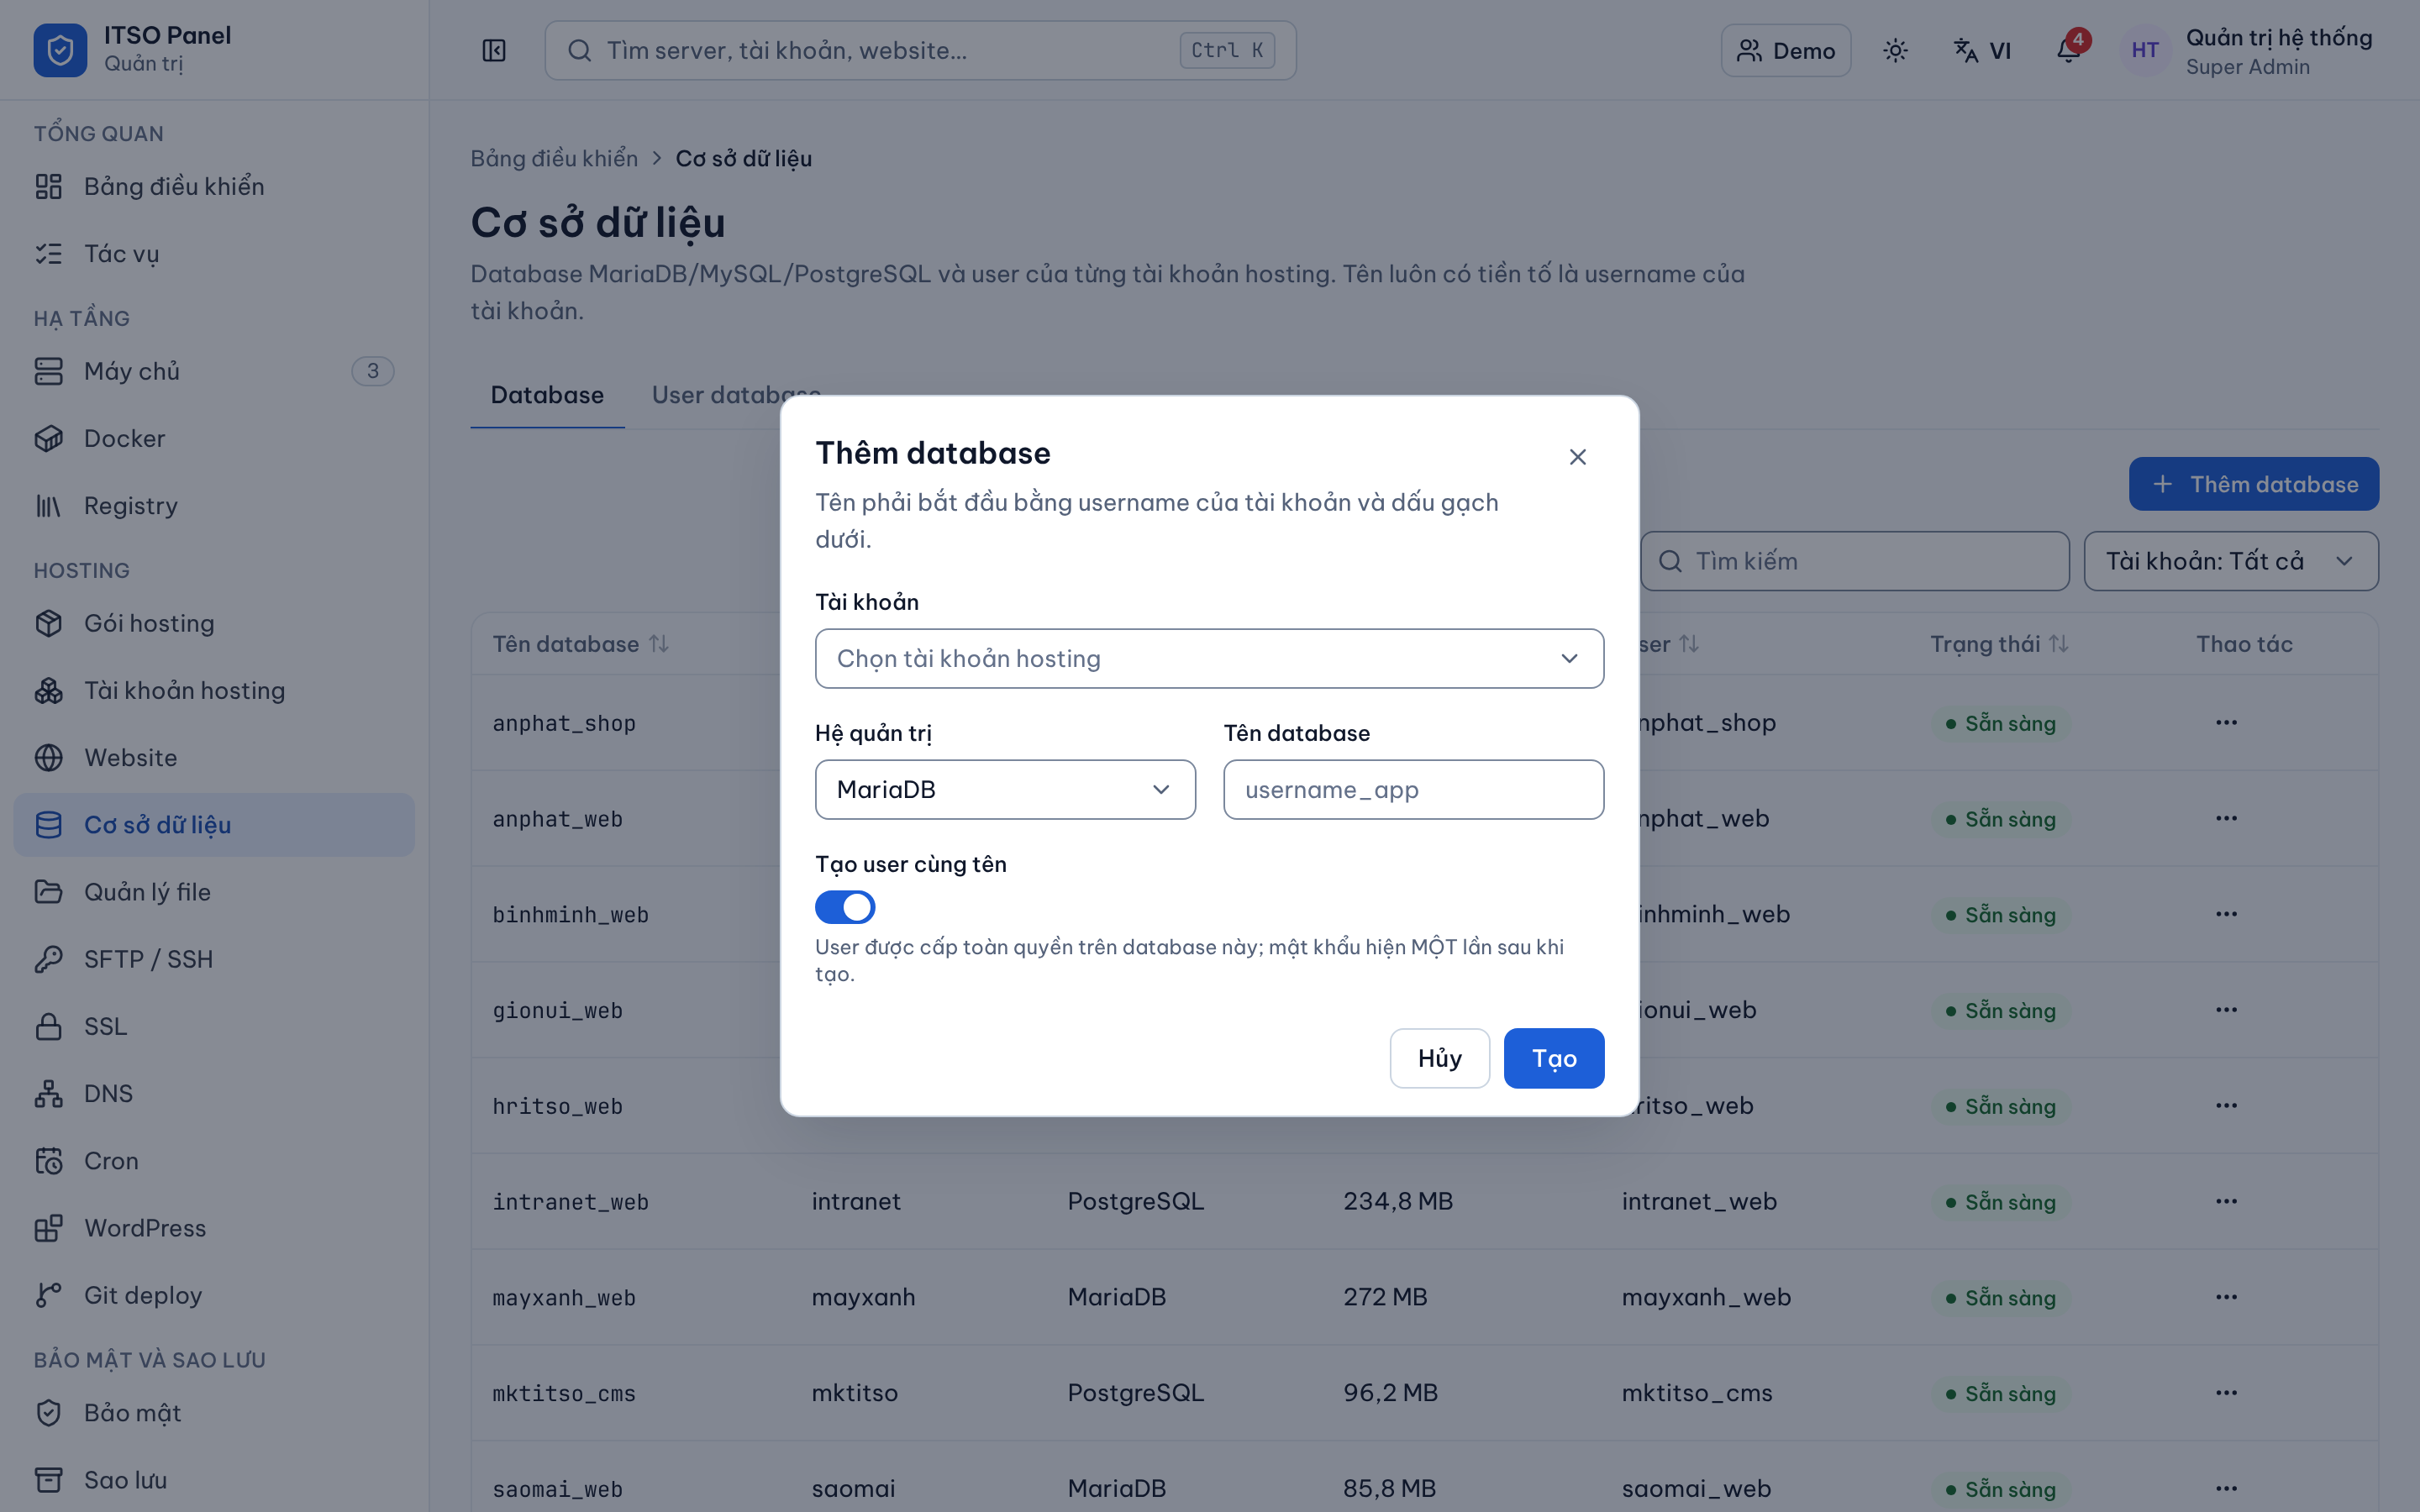 ITSO Panel
Quản trị
Tìm server, tài khoản, website...
Ctrl K
Demo
VI
4
HT
Quản trị hệ thống
Super Admin
TỔNG QUAN
Bảng điều khiển
Tác vụ
HẠ TẦNG
Máy chủ
3
Docker
Registry
HOSTING
Gói hosting
Tài khoản hosting
Website
Cơ sở dữ liệu
Quản lý file
SFTP / SSH
SSL
DNS
Cron
WordPress
Git deploy
BẢO MẬT VÀ SAO LƯU
Bảo mật
Sao lưu
Bảng điều khiển > Cơ sở dữ liệu
Cơ sở dữ liệu
Database MariaDB/MySQL/PostgreSQL và user của từng tài khoản hosting. Tên luôn có tiền tố là username của
tài khoản.
Database
User database
Thêm database
Tìm kiếm
Tài khoản: Tất cả
Tên database
Trạng thái
Thao tác
anphat_shop
Sẵn sàng
anphat_web
Sẵn sàng
binhminh_web
Sẵn sàng
gionui_web
Sẵn sàng
hritso_web
Sẵn sàng
intranet_web intranet PostgreSQL 234,8 MB intranet_web Sẵn sàng
mayxanh_web mayxanh MariaDB 272 MB mayxanh_web Sẵn sàng
mktitso_cms mktitso PostgreSQL 96,2 MB mktitso_cms Sẵn sàng
saomai_web saomai MariaDB 85,8 MB saomai_web Sẵn sàng
Thêm database
Tên phải bắt đầu bằng username của tài khoản và dấu gạch
dưới.
Tài khoản
Chọn tài khoản hosting
Hệ quản trị
MariaDB
Tên database
username_app
Tạo user cùng tên
User được cấp toàn quyền trên database này; mật khẩu hiện MỘT lần sau khi
tạo.
Hủy
Tạo